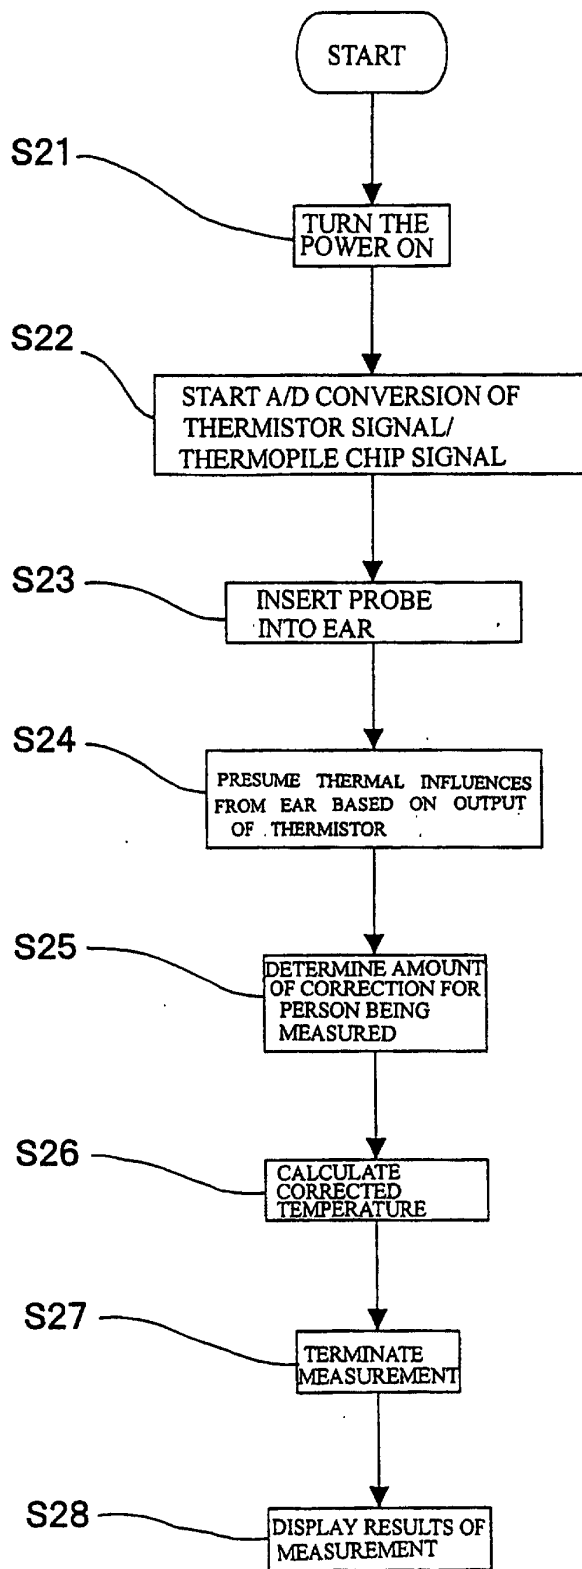 START
S21
TURN THE
POWER ON
S22
START A/D CONVERSION OF
THERMISTOR SIGNAL/
THERMOPILE CHIP SIGNAL
S23
INSERT PROBE
INTO EAR
S24
PRESUME THERMAL INFLUENCES
FROM EAR BASED ON OUTPUT
OF THERMISTOR
S25
DETERMINE AMOUNT
OF CORRECTION FOR
PERSON BEING
MEASURED
S26
CALCULATE
CORRECTED
TEMPERATURE
S27
TERMINATE
MEASUREMENT
S28
DISPLAY RESULTS OF
MEASUREMENT